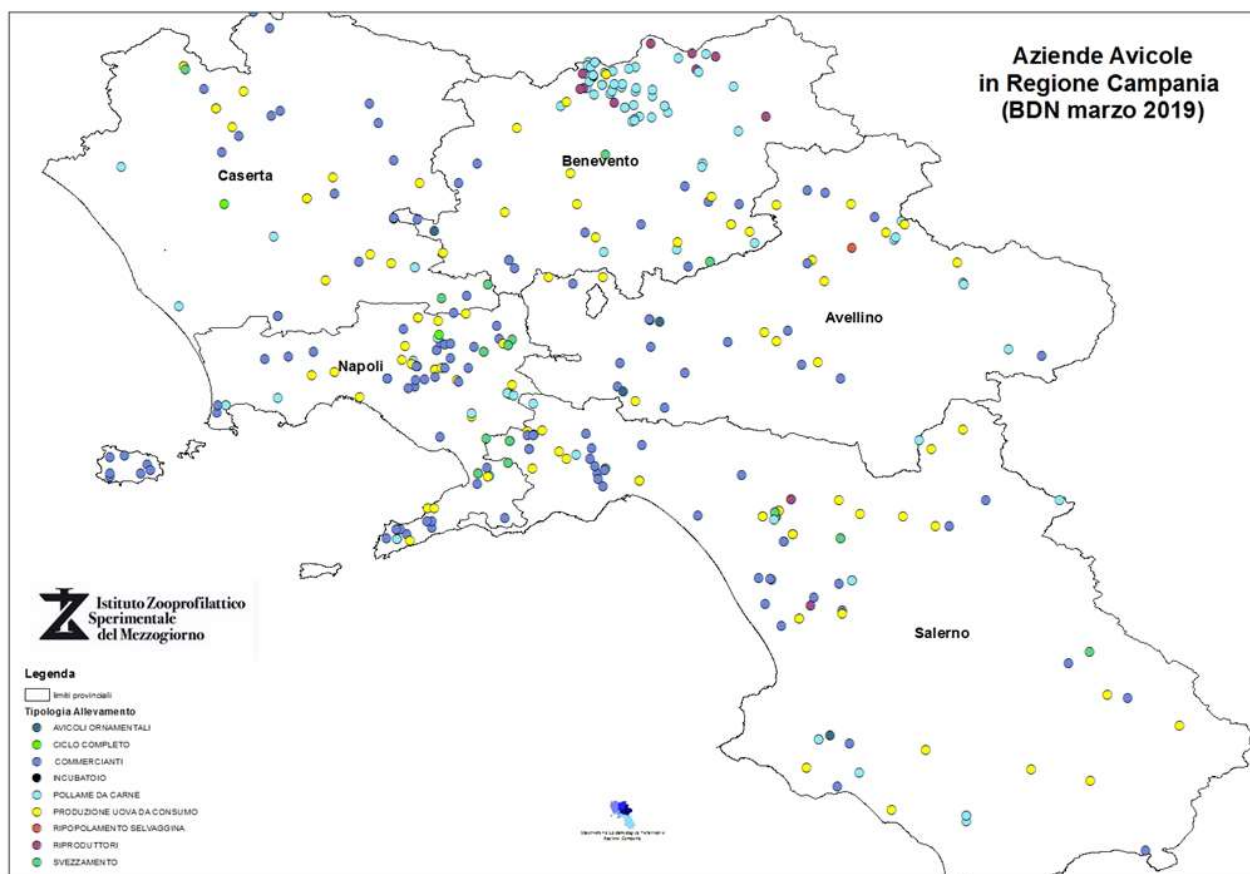 Aziende Avicole
in Regione Campania
(BDN marzo 2019)
Benevento
Caserta
Avellino
Napoli
Istituto Zooprofilattico
Sperimentale
del Mezzogiorno
Salerno
Legenda
limiti provinciali
Tipologia Allevamento
AVICOLI ORNAMENTALI
CICLO COMPLETO
COMMERCIANTI
INCUBATOIO
POLLAME DA CARNE
PRODUZIONE UOVA DA CONSUMO
RIPOPOLAMENTO SELVAGGINA
RIPRODUTTORI
SVEZZAMENTO